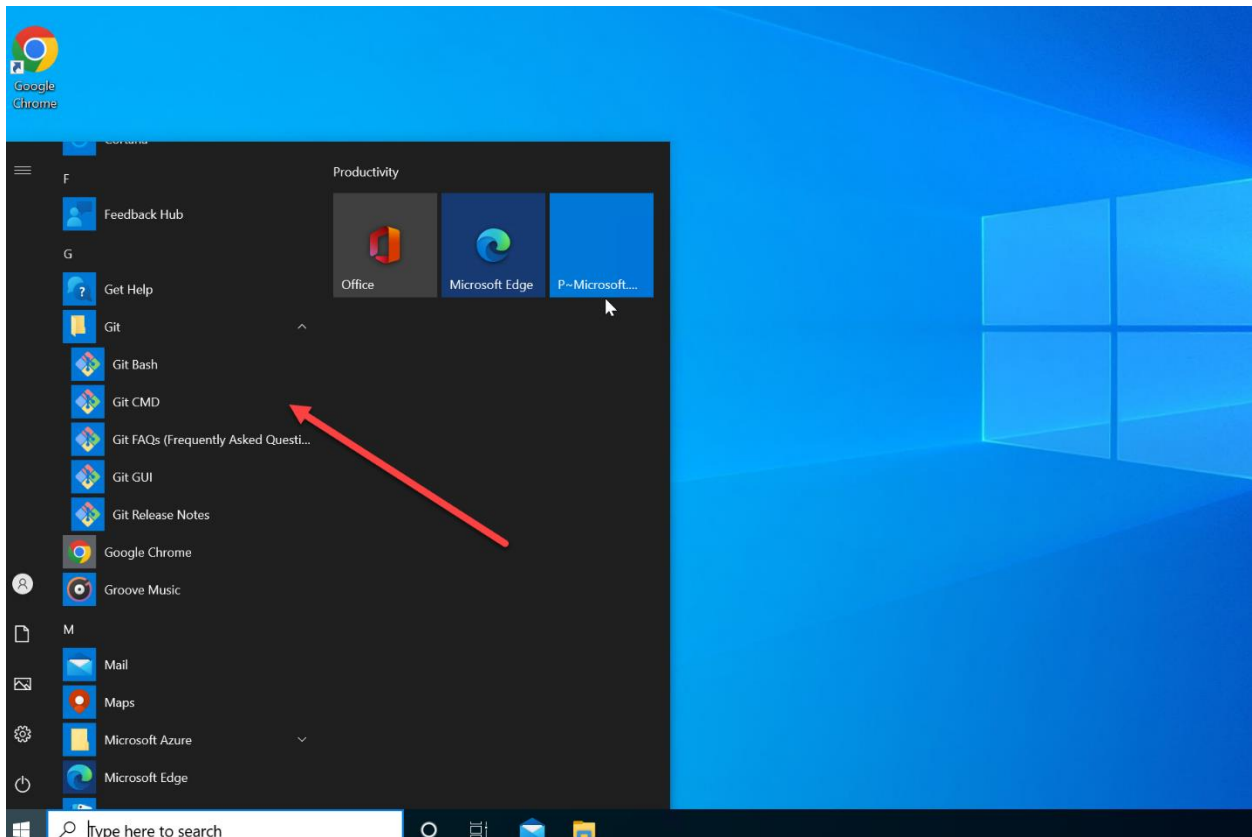 Google
Chrome
Cortana
F
Feedback Hub
G
Get Help
Git
Git Bash
Git CMD
Git FAQs (Frequently Asked Questi...
Git GUI
Git Release Notes
Google Chrome
Groove Music
M
Mail
Maps
Microsoft Azure
Microsoft Edge
Productivity
Office
Microsoft Edge
P~Microsoft....
Type here to search